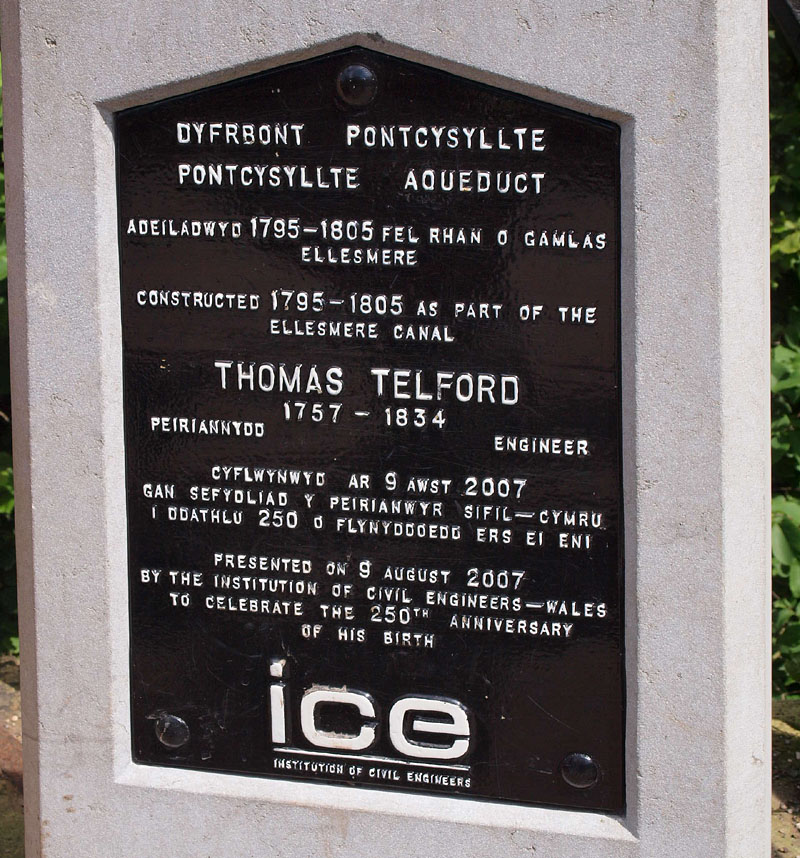 DYFRBONT PONTCYSYLLTE
PONTCYSYLLTE AQUEDUCT
ADEILADWYD 1795-1805 FEL RHAN O GAMLAS
ELLESMERE
CONSTRUCTED 1795-1805 AS PART OF THE
ELLESMERE CANAL
THOMAS TELFORD
1757 - 1834
PEIRIANNYDD
ENGINEER
CYFLWYNWYD AR 9 AWST 2007
GAN SEFYDLIAD Y PEIRIANWYR SIFIL-CYMRU
I DDATHLU 250 O FLYNYDDOEDD ERS EI ENI
PRESENTED ON 9 AUGUST 2007
BY THE INSTITUTION OF CIVIL ENGINEERS-WALES
TO CELEBRATE THE 250TH ANNIVERSARY
OF HIS BIRTH
ice
INSTITUTION OF CIVIL ENGINEERS